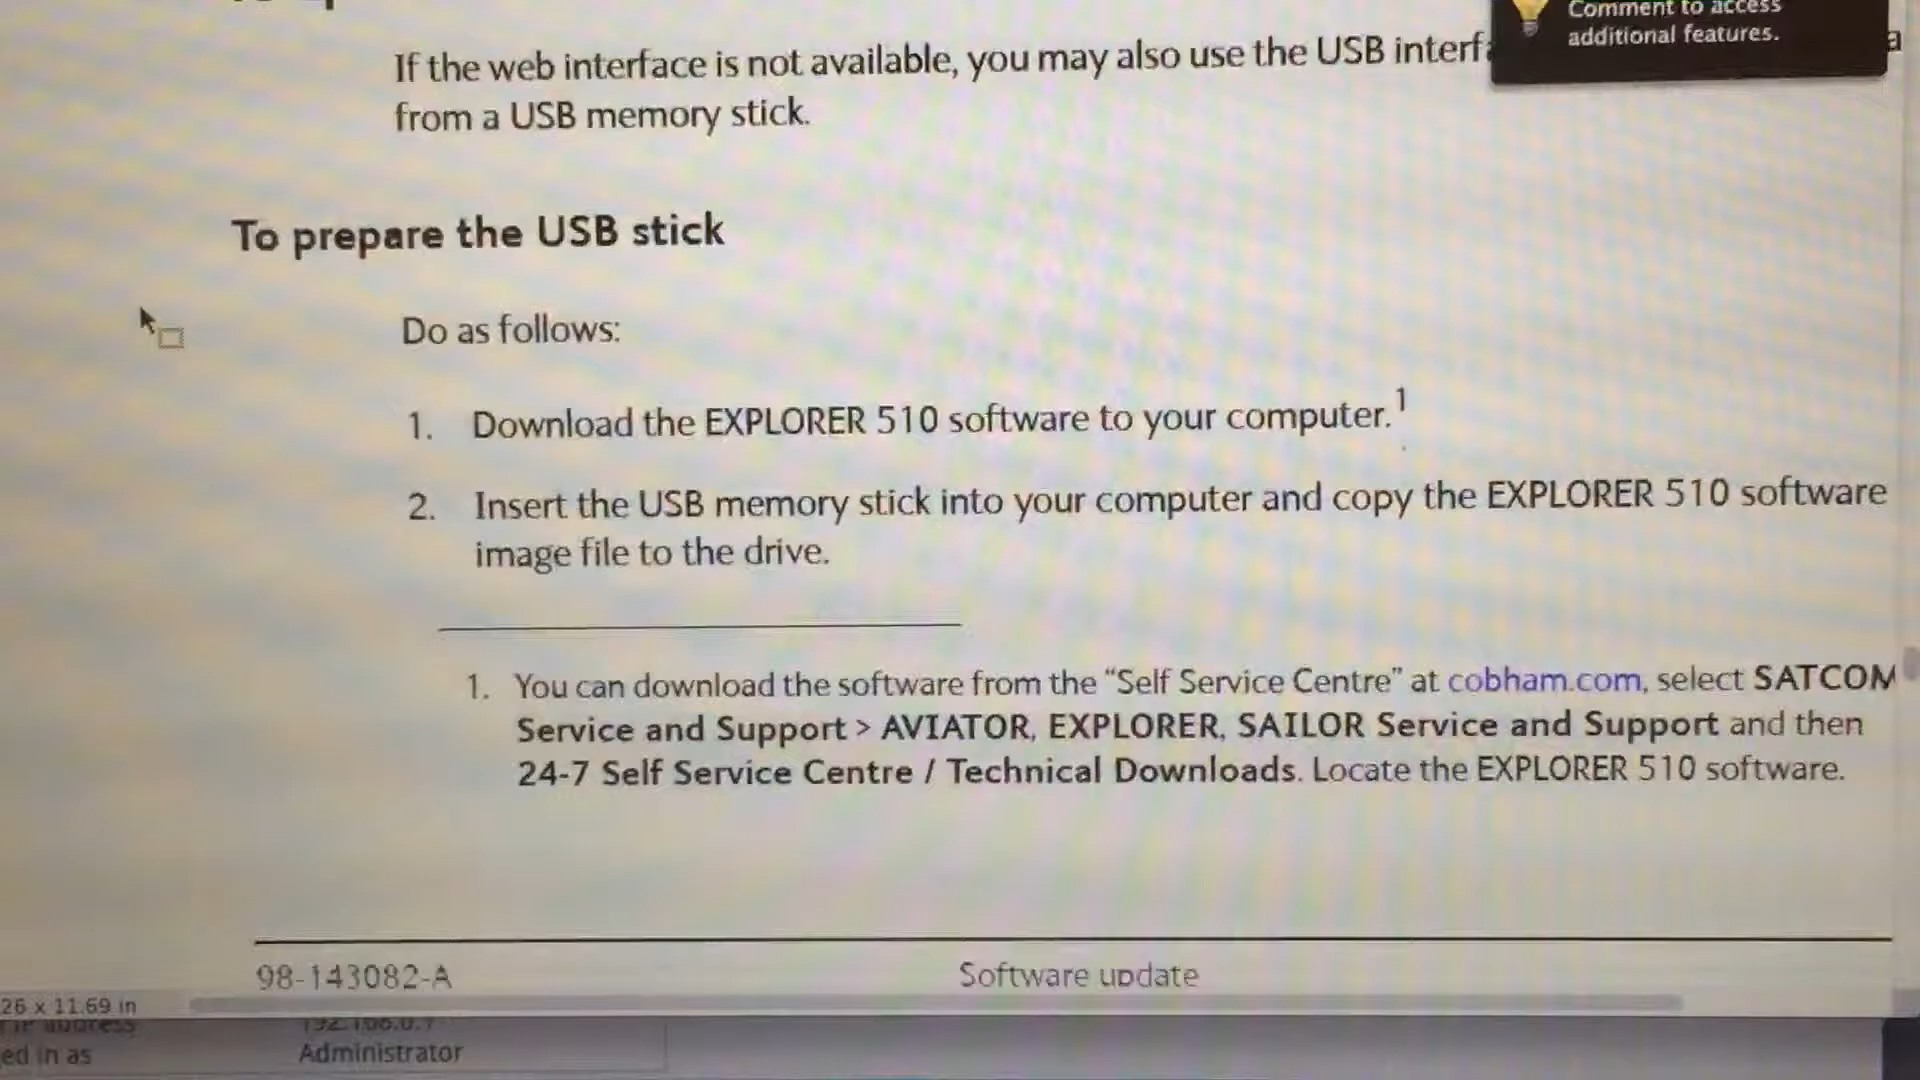 Comment to access
additional features.
If the web interface is not available, you may also use the USB
from a USB memory stick.
To prepare the USB stick
Do as follows:
1. Download the EXPLORER 510 software to your computer.1
2. Insert the USB memory stick into your computer and copy the EXPLORER 510 software
image file to the drive.
1. You can download the software from the “Self Service Centre” at cobham.com, select SATCOM
Service and Support > AVIATOR, EXPLORER, SAILOR Service and Support and then
24-7 Self Service Centre / Technical Downloads. Locate the EXPLORER 510 software.
98-143082-A Software update
26 x 11.69 in
address
ed in as Administrator